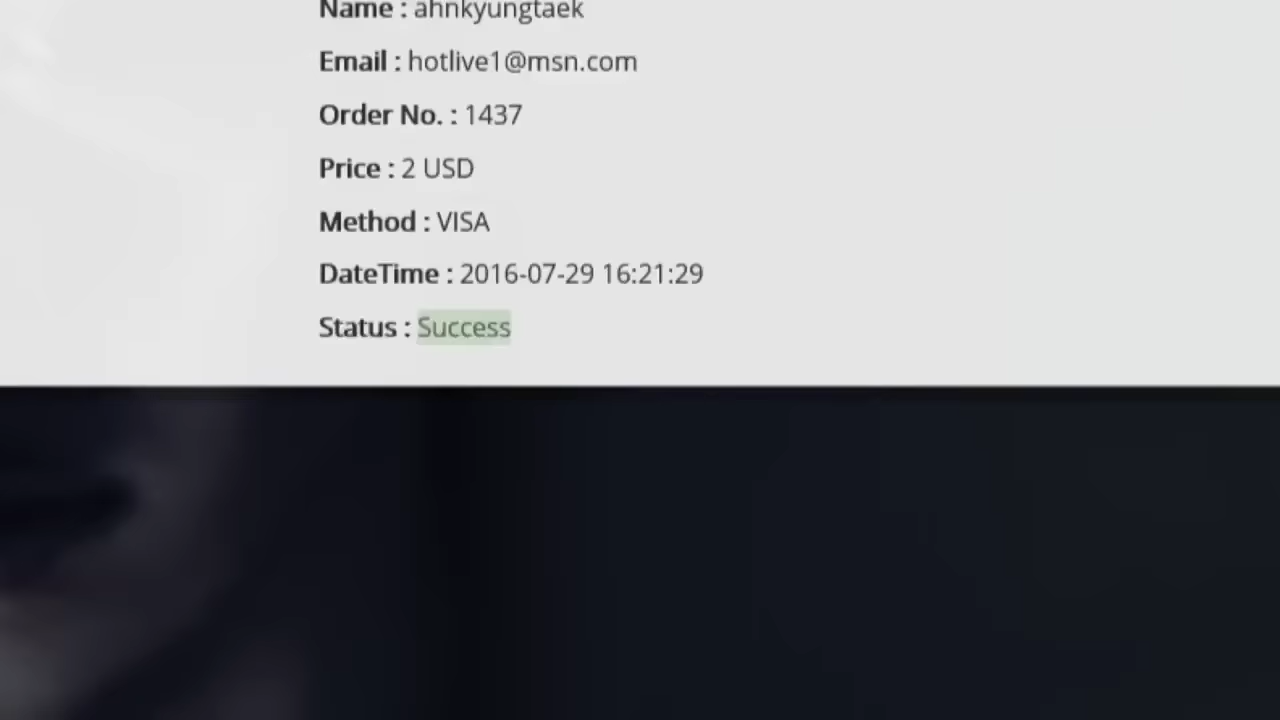 Name : ahnkyungtaek
Email : hotlive1@msn.com
Order No. : 1437
Price : 2 USD
Method : VISA
DateTime : 2016-07-29 16:21:29
Status : Success